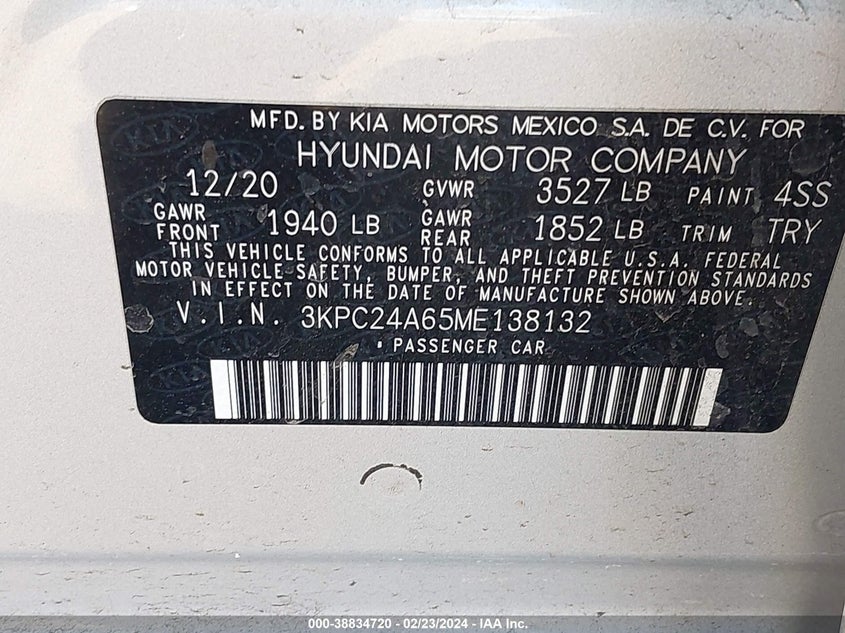 MFD. BY KIA MOTORS MEXICO S.A. DE C.V. FOR
HYUNDAI MOTOR COMPANY
12/20 GVWR 3527 LB PAINT 4SS
GAWR FRONT 1940 LB GAWR REAR 1852 LB TRIM TRY
THIS VEHICLE CONFORMS TO ALL APPLICABLE U.S.A. FEDERAL
MOTOR VEHICLE SAFETY, BUMPER, AND THEFT PREVENTION STANDARDS
IN EFFECT ON THE DATE OF MANUFACTURE SHOWN ABOVE.
V.I.N. 3KPC24A65ME138132
• PASSENGER CAR
000-38834720 - 02/23/2024 - IAA Inc.